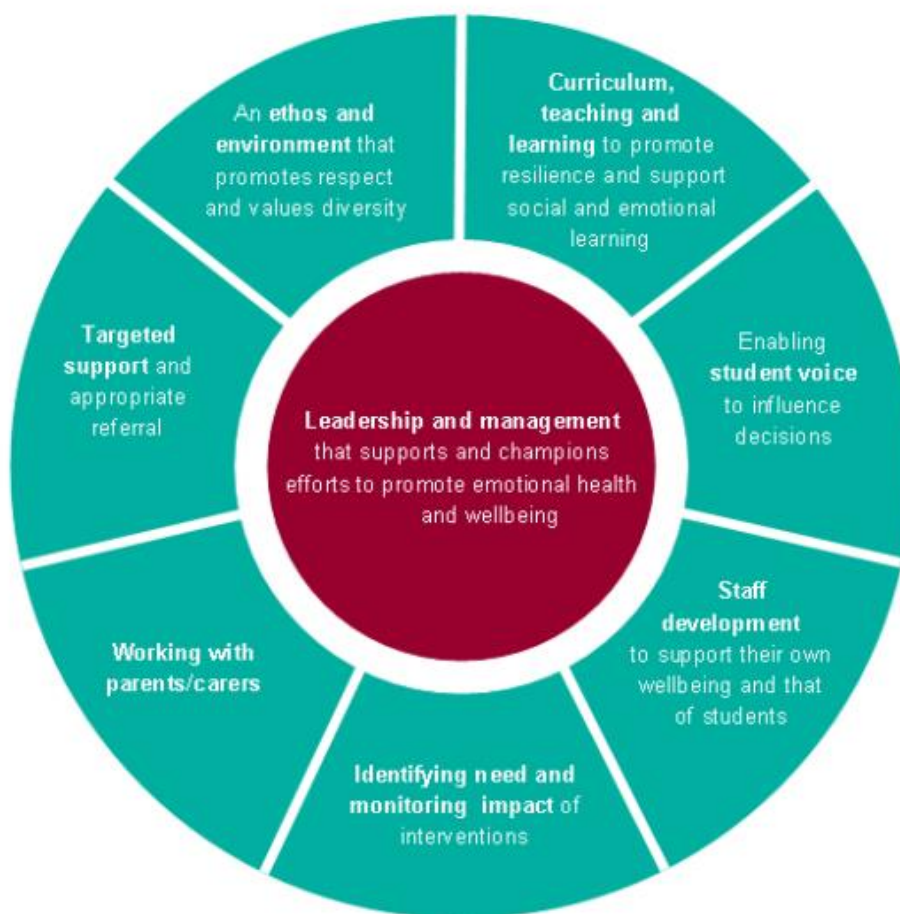 An ethos and
environment that
promotes respect
and values diversity
Curriculum,
teaching and
learning to promote
resilience and support
social and emotional
learning
Enabling
student voice
to influence
decisions
Staff
development
to support their own
wellbeing and that
of students
Identifying need and
monitoring impact of
interventions
Working with
parents/carers
Targeted
support and
appropriate
referral
Leadership and management
that supports and champions
efforts to promote emotional health
and wellbeing